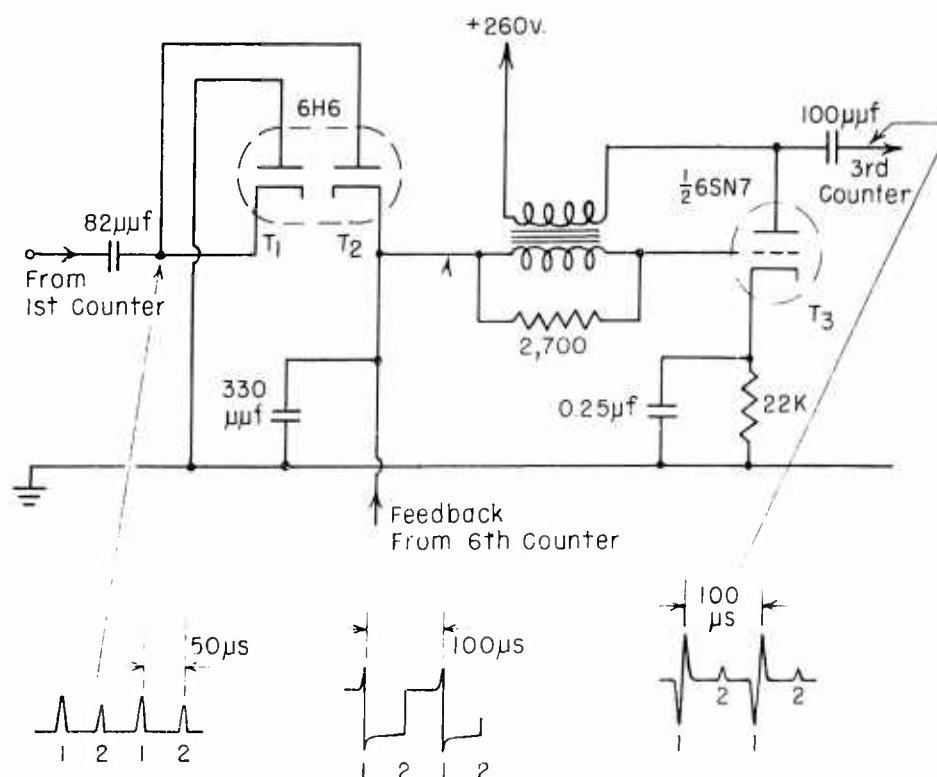 +260v.
6H6
100μμf
3rd
Counter
½6SN7
82μμf
T1
T2
From
1st Counter
T3
2,700
330
μμf
0.25μf
22K
Feedback
From 6th Counter
50μs
100μs
100
μs
1 2 1 2
1 2 1 2
1 2 1 2